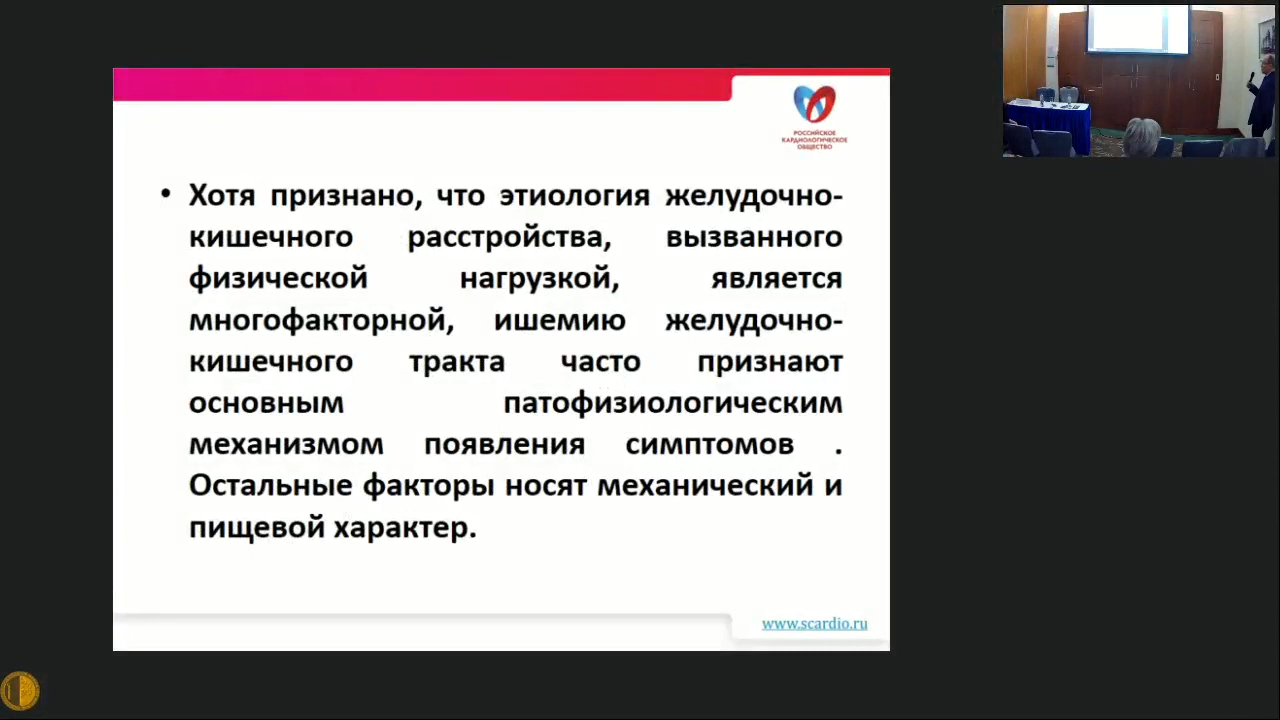 РОССИЙСКОЕ
КАРДИОЛОГИЧЕСКОЕ
ОБЩЕСТВО
• Хотя признано, что этиология желудочно-
кишечного расстройства, вызванного
физической нагрузкой, является
многофакторной, ишемию желудочно-
кишечного тракта часто признают
основным патофизиологическим
механизмом появления симптомов .
Остальные факторы носят механический и
пищевой характер.
www.scardio.ru